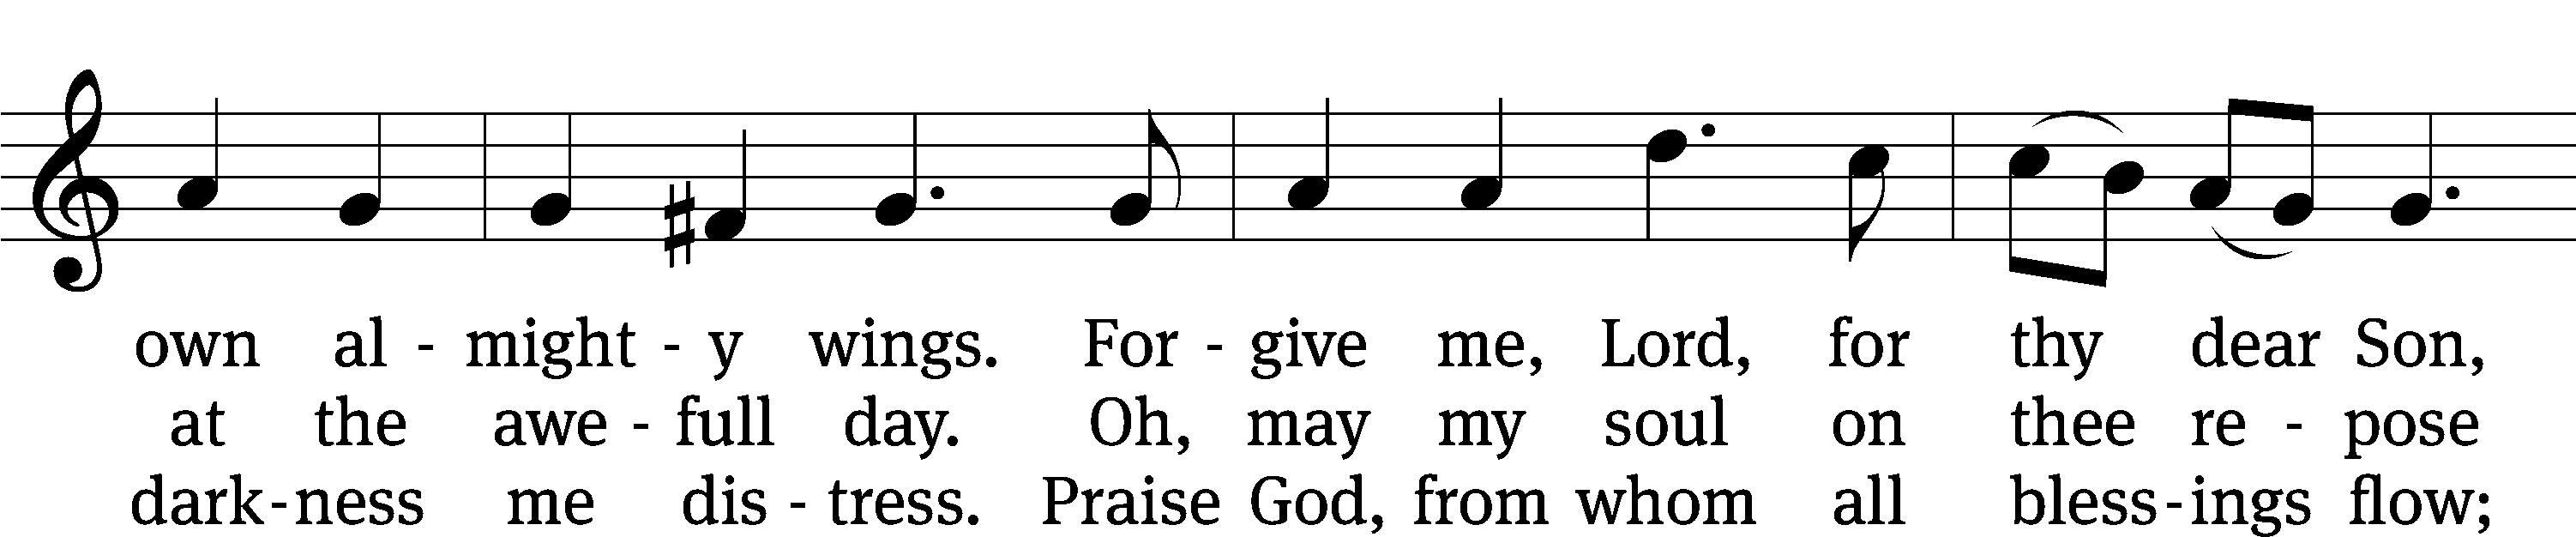 own al - might - y wings. For - give me, Lord, for thy dear Son,
at the awe - full day. Oh, may my soul on thee re - pose
dark - ness me dis - tress. Praise God, from whom all bless - ings flow;